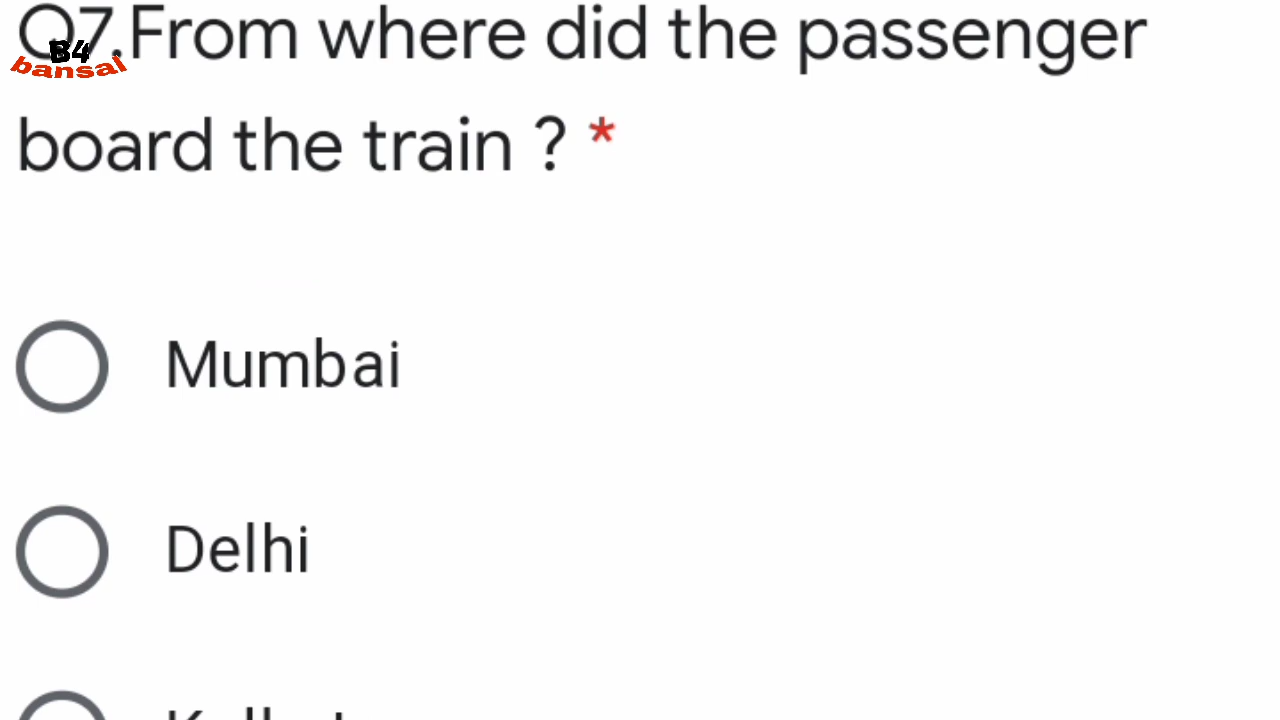 Q7.From where did the passenger
B4
bansal
board the train ? *
Mumbai
Delhi